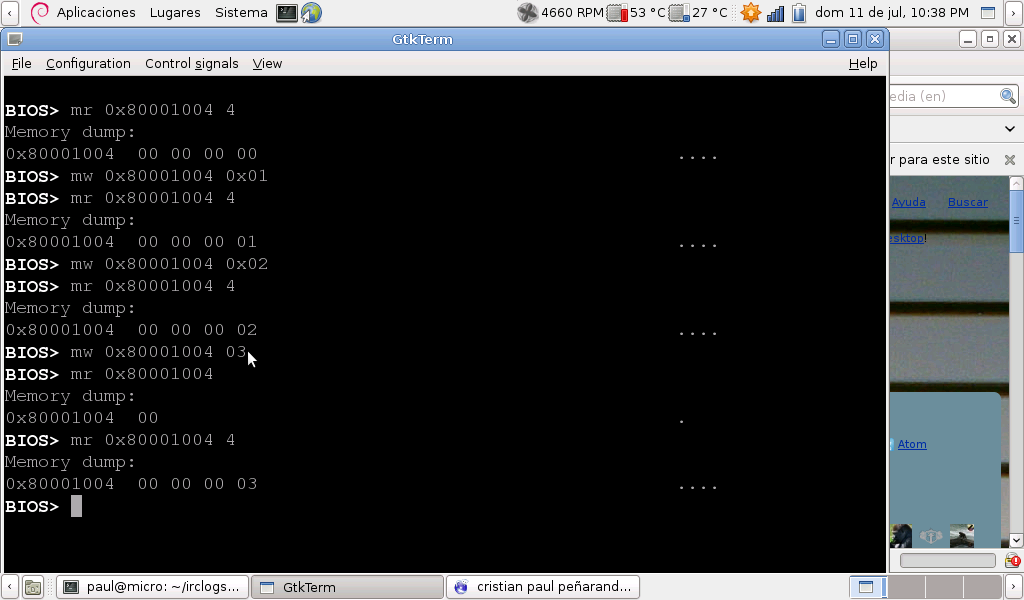 Aplicaciones Lugares Sistema 4660 RPM 53 °C 27 °C dom 11 de jul, 10:38 PM
GtkTerm
File Configuration Control signals View Help
BIOS> mr 0x80001004 4
Memory dump:
0x80001004 00 00 00 00 ....
BIOS> mw 0x80001004 0x01
BIOS> mr 0x80001004 4
Memory dump:
0x80001004 00 00 00 01 ....
BIOS> mw 0x80001004 0x02
BIOS> mr 0x80001004 4
Memory dump:
0x80001004 00 00 00 02 ....
BIOS> mw 0x80001004 03
BIOS> mr 0x80001004
Memory dump:
0x80001004 00 .
BIOS> mr 0x80001004 4
Memory dump:
0x80001004 00 00 00 03 ....
BIOS>
edia (en)
r para este sitio
Ayuda Buscar
esktop!
Atom
paul@micro: ~/irclogs... GtkTerm cristian paul peñarand...